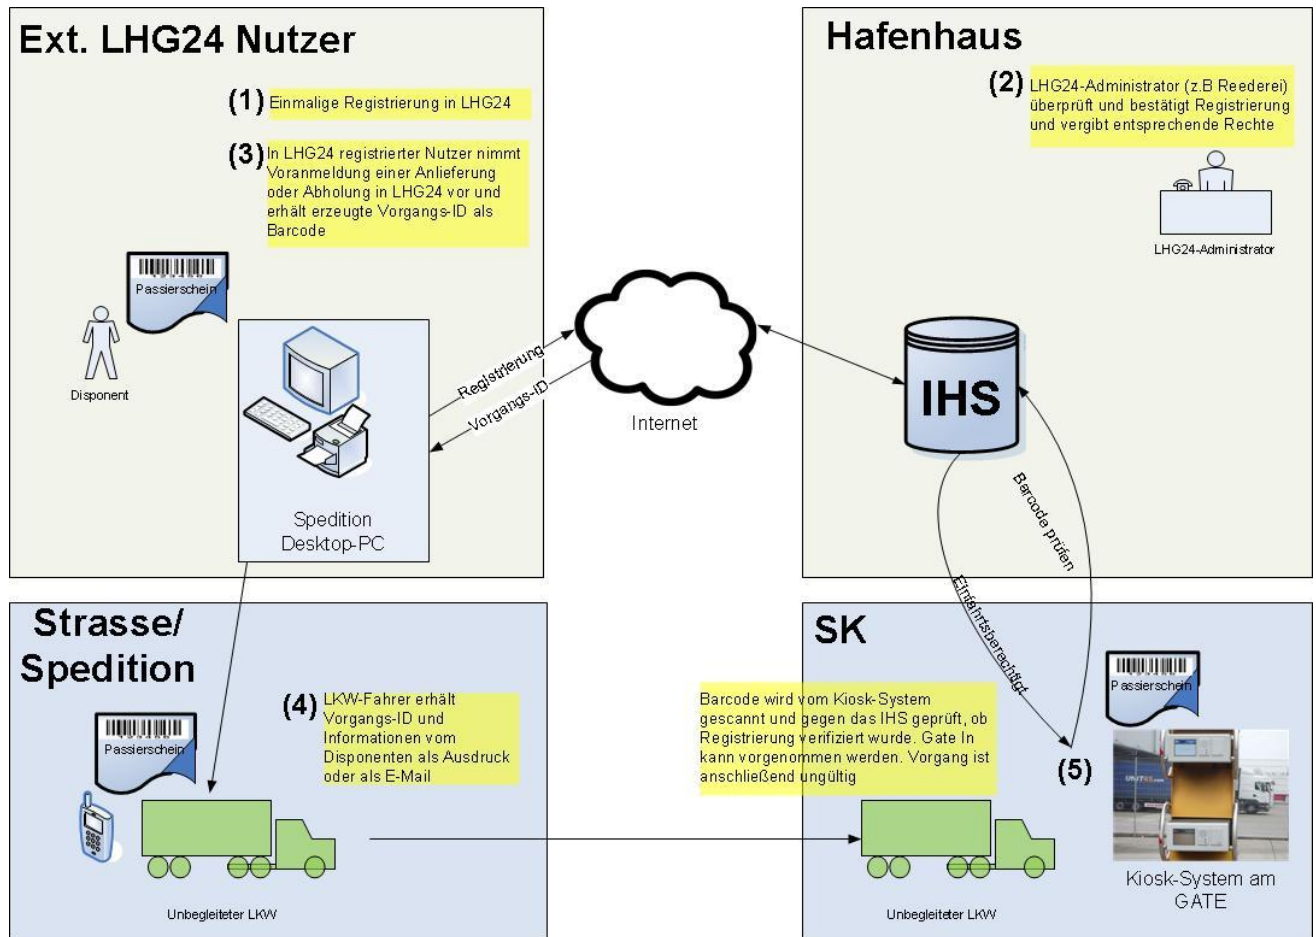 Ext. LHG24 Nutzer
(1) Einmalige Registrierung in LHG24
(3) In LHG24 registrierter Nutzer nimmt
Voranmeldung einer Anlieferung
oder Abholung in LHG24 vor und
erhält erzeugte Vorgangs-ID als
Barcode
Passierschein
Disponent
Spedition
Desktop-PC
Registrierung
Vorgangs-ID
Internet
Hafenhaus
(2) LHG24-Administrator (z.B Reederei)
überprüft und bestätigt Registrierung
und vergibt entsprechende Rechte
LHG24-Administrator
IHS
Barcode prüfen
Einfahrtsberechtigt
Strasse/
Spedition
Passierschein
(4) LKW-Fahrer erhält
Vorgangs-ID und
Informationen vom
Disponenten als Ausdruck
oder als E-Mail
Unbegleiteter LKW
SK
Barcode wird vom Kiosk-System
gescannt und gegen das IHS geprüft, ob
Registrierung verifiziert wurde. Gate In
kann vorgenommen werden. Vorgang ist
anschließend ungültig
(5)
Passierschein
Unbegleiteter LKW
Kiosk-System am
GATE